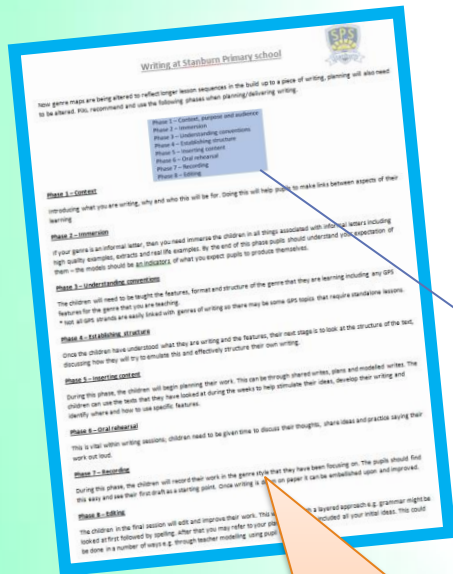 SPS
Writing at Stanburn Primary school
Now genre maps are being altered to reflect longer lesson sequences in the build up to a piece of writing, planning will also need
to be altered. PiXL recommend and use the following phases when planning/delivering writing.
Phase 1 – Context, purpose and audience
Phase 2 – Immersion
Phase 3 – Understanding conventions
Phase 4 – Establishing structure
Phase 5 – Inserting content
Phase 6 – Oral rehearsal
Phase 7 – Recording
Phase 8 – Editing
Phase 1 – Context
Introducing what you are writing, why and who this will be for. Doing this will help pupils to make links between aspects of their
learning
Phase 2 – Immersion
If your genre is an informal letter, then you need immerse the children in all things associated with informal letters including
high quality examples, extracts and real life examples. By the end of this phase pupils should understand your expectation of
them – the models should be an indicators of what you expect pupils to produce themselves.
Phase 3 – Understanding conventions
The children will need to be taught the features, format and structure of the genre that they are learning including any GPS
features for the genre that you are teaching.
* Not all GPS strands are easily linked with genres of writing so there may be some GPS topics that require standalone lessons.
Phase 4 – Establishing structure
Once the children have understood what they are writing and the features, their next stage is to look at the structure of the text,
discussing how they will try to emulate this and effectively structure their own writing.
Phase 5 – Inserting content
During this phase, the children will begin planning their work. This can be through shared writes, plans and modelled writes. The
children can use the texts that they have looked at during the weeks to help stimulate their ideas, develop their writing and
identify where and how to use specific features.
Phase 6 – Oral rehearsal
This is vital within writing sessions, children need to be given time to discuss their thoughts, share ideas and practice saying their
work out loud.
Phase 7 – Recording
During this phase, the children will record their work in the genre style that they have been focusing on. The pupils should find
this easy and see their first draft as a starting point. Once writing is on paper it can be embellished upon and improved.
Phase 8 – Editing
The children in the final session will edit and improve their work. This a layered approach e.g. grammar might be
looked at first followed by spelling. After that you may refer to your included all your initial ideas. This could
be done in a number of ways e.g. through teacher modelling using pupil